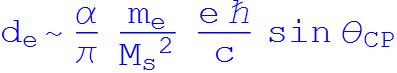 d_e ~ α/π m_e/M_s² eℏ/c sin θ_CP